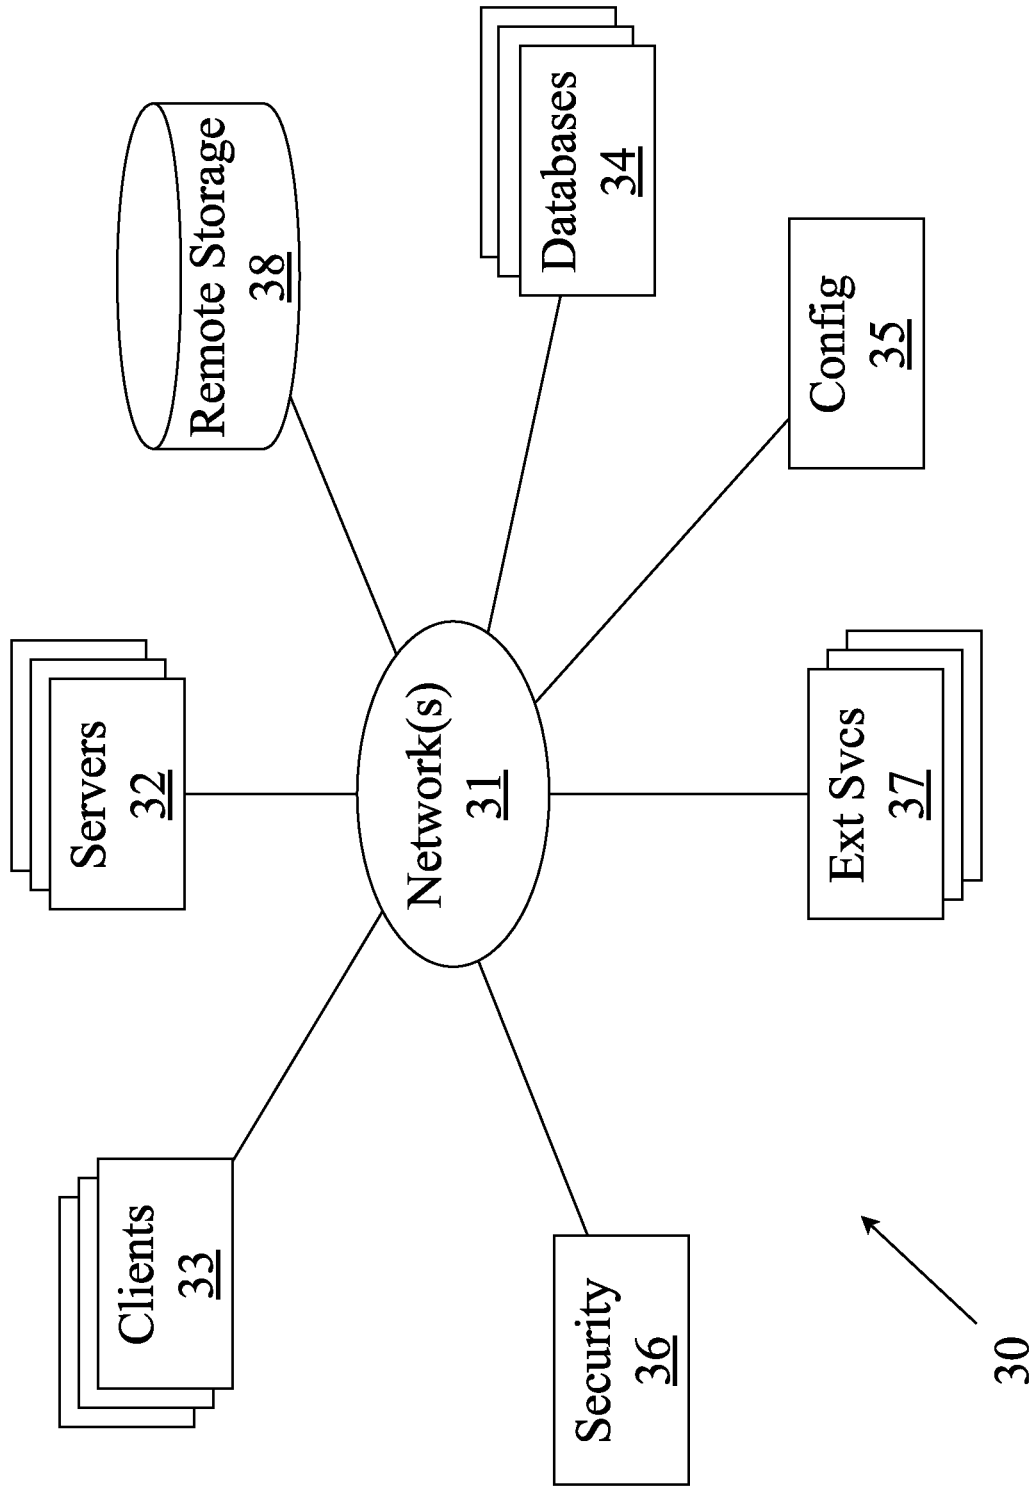 Servers
32
Clients
33
Remote Storage
38
Network(s)
31
Databases
34
Security
36
Ext Svcs
37
Config
35
30